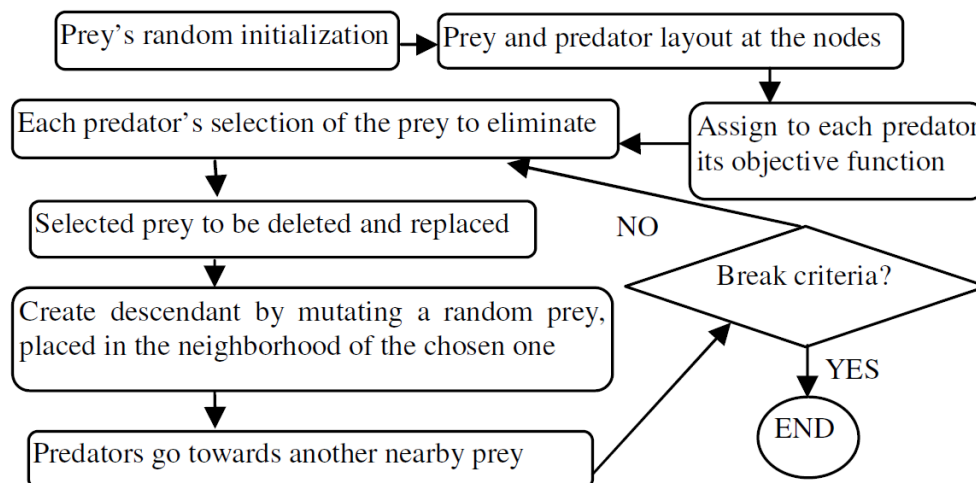 Prey's random initialization
Prey and predator layout at the nodes
Assign to each predator
its objective function
Each predator's selection of the prey to eliminate
Selected prey to be deleted and replaced
Create descendant by mutating a random prey,
placed in the neighborhood of the chosen one
Predators go towards another nearby prey
Break criteria?
NO
YES
END